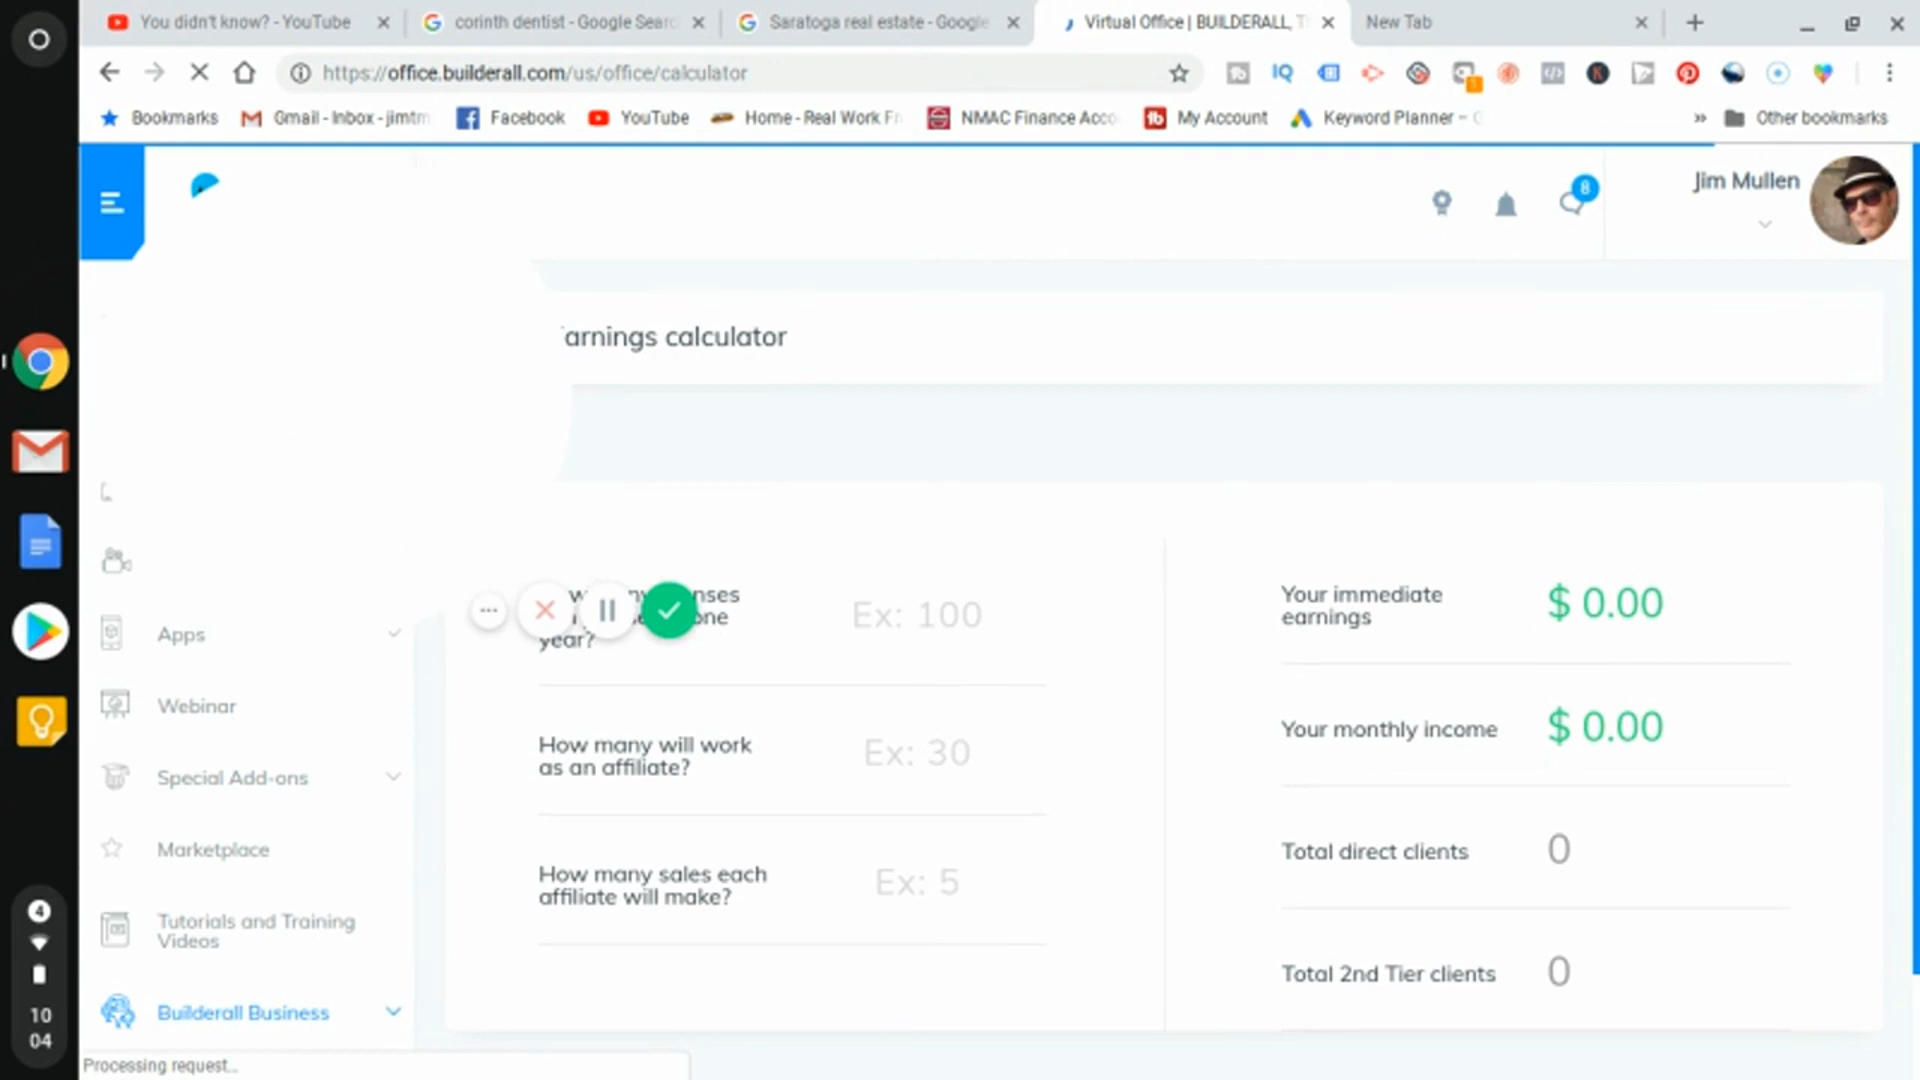 You didn't know? - YouTube
corinth dentist - Google Searc
Saratoga real estate - Google
Virtual Office | BUILDERALL, T
New Tab
https://office.builderall.com/us/office/calculator
IQ
Bookmarks
Gmail - Inbox - jimtm
Facebook
YouTube
Home - Real Work Fr
NMAC Finance Acco
My Account
Keyword Planner – G
Other bookmarks
8
Jim Mullen
arnings calculator
nses
one
year?
Ex: 100
How many will work
as an affiliate?
Ex: 30
How many sales each
affiliate will make?
Ex: 5
Your immediate
earnings
$ 0.00
Your monthly income
$ 0.00
Total direct clients
0
Total 2nd Tier clients
0
Apps
Webinar
Special Add-ons
Marketplace
Tutorials and Training
Videos
Builderall Business
Processing request...
4
10
04